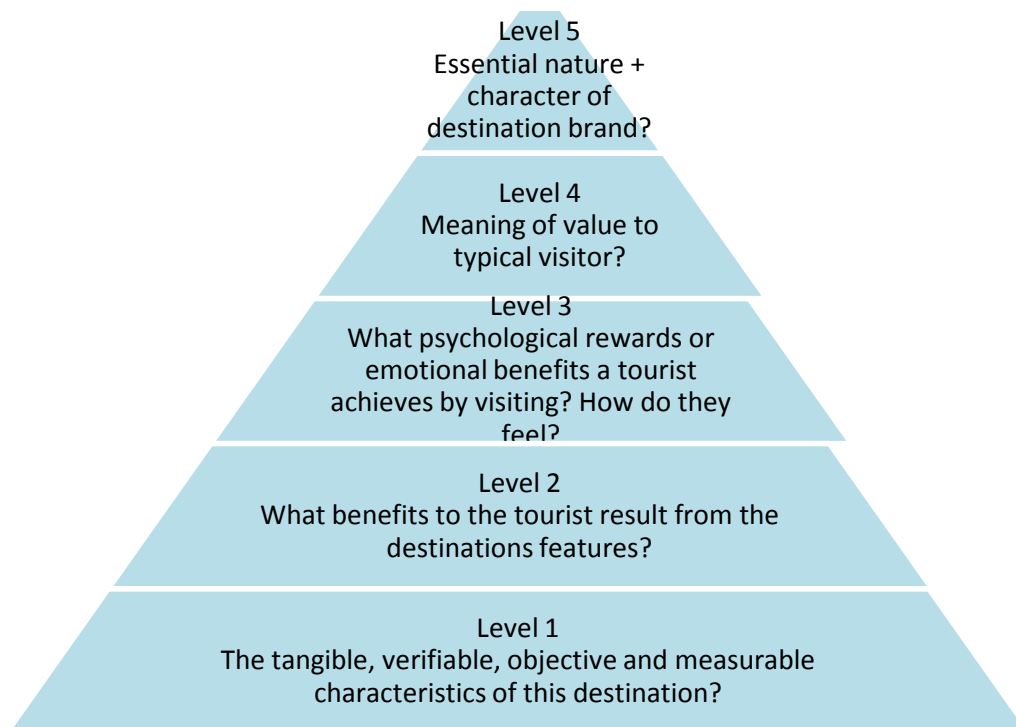 Level 5
Essential nature +
character of
destination brand?
Level 4
Meaning of value to
typical visitor?
Level 3
What psychological rewards or
emotional benefits a tourist
achieves by visiting? How do they
feel?
Level 2
What benefits to the tourist result from the
destinations features?
Level 1
The tangible, verifiable, objective and measurable
characteristics of this destination?